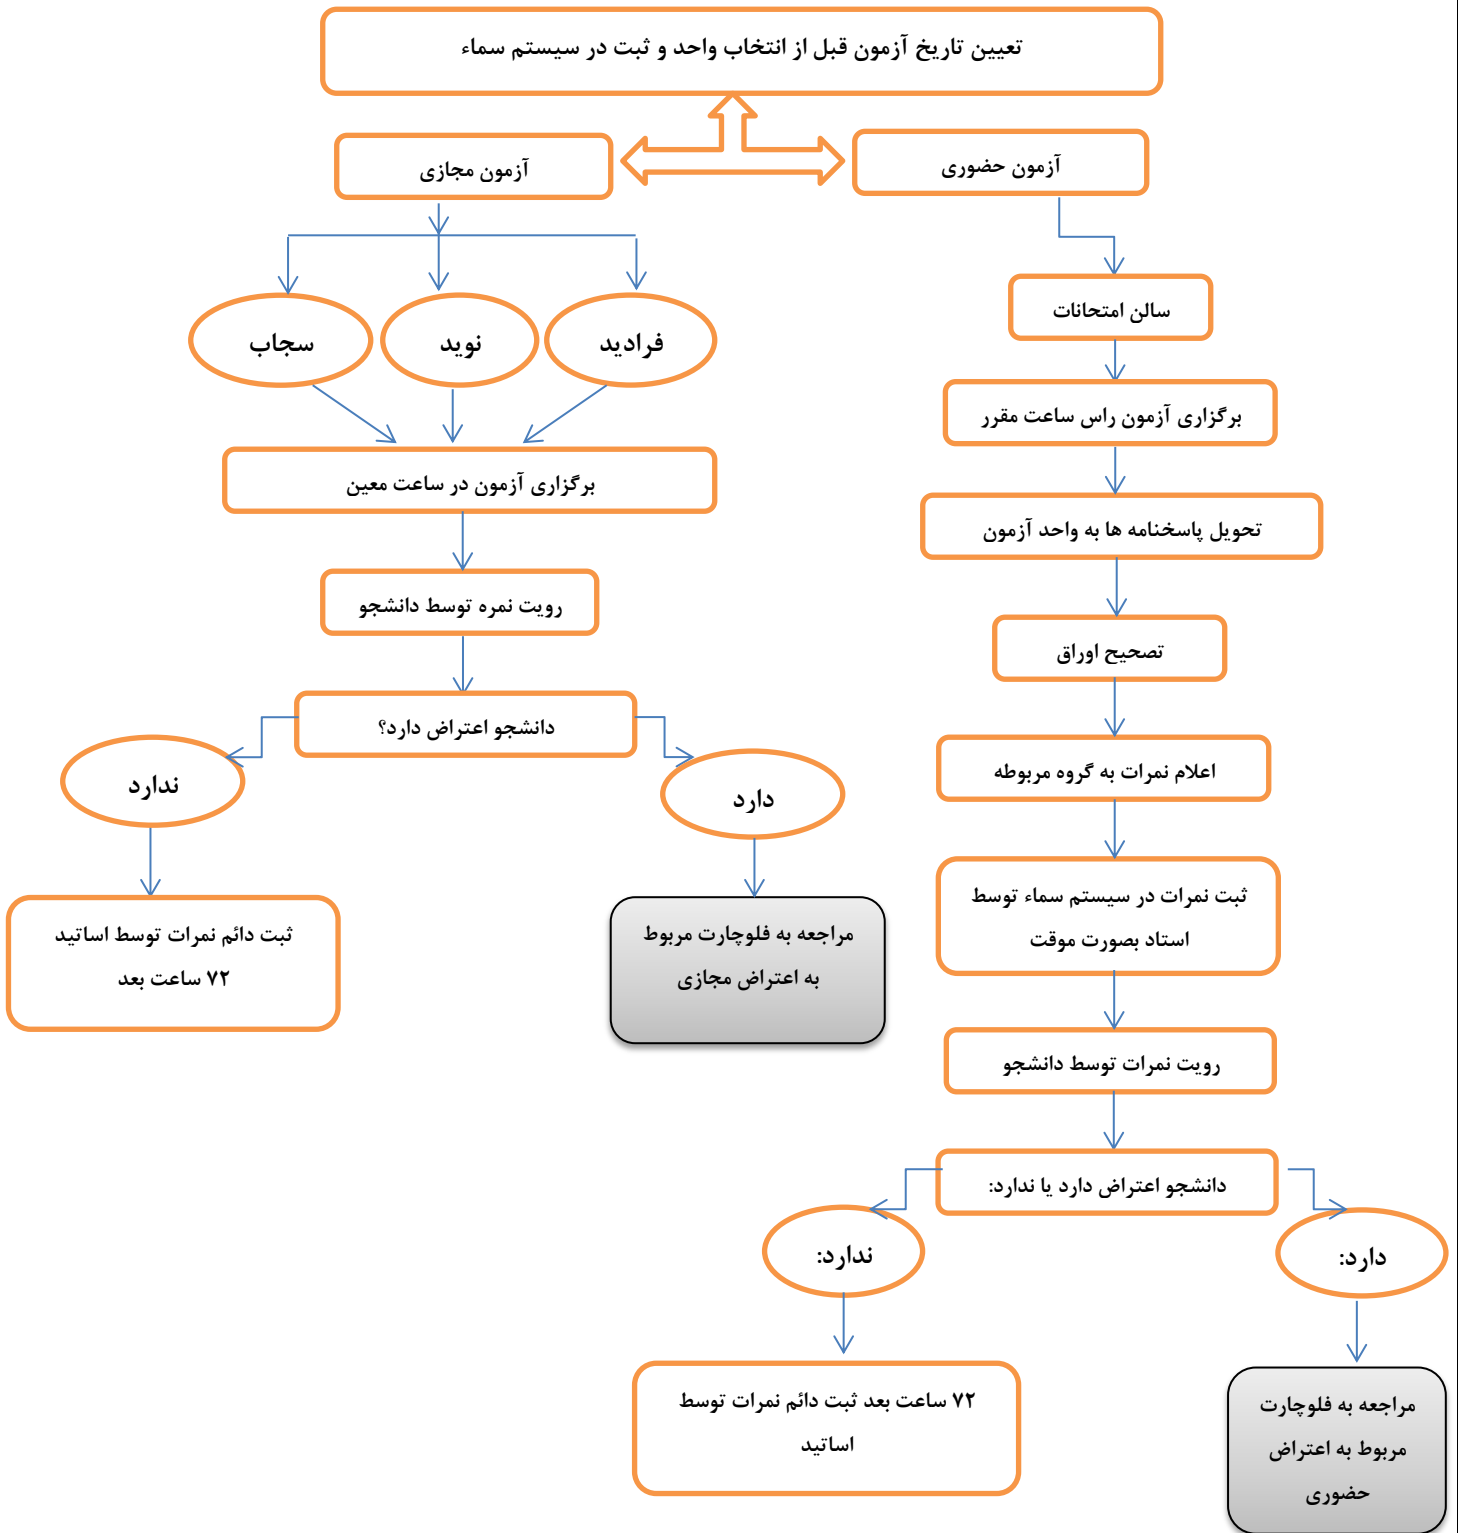 تعیین تاریخ آزمون قبل از انتخاب واحد و ثبت در سیستم سماء
آزمون حضوری
آزمون مجازی
سالن امتحانات
فرادید
نوید
سجاب
برگزاری آزمون راس ساعت مقرر
برگزاری آزمون در ساعت معین
تحویل پاسخنامه ها به واحد آزمون
رویت نمره توسط دانشجو
تصحیح اوراق
دانشجو اعتراض دارد؟
اعلام نمرات به گروه مربوطه
ندارد
دارد
ثبت نمرات در سیستم سماء توسط
استاد بصورت موقت
مراجعه به فلوچارت مربوط
به اعتراض مجازی
ثبت دائم نمرات توسط اساتید
۷۲ ساعت بعد
رویت نمرات توسط دانشجو
دانشجو اعتراض دارد یا ندارد:
دارد:
ندارد:
۷۲ ساعت بعد ثبت دائم نمرات توسط
اساتید
مراجعه به فلوچارت
مربوط به اعتراض
حضوری